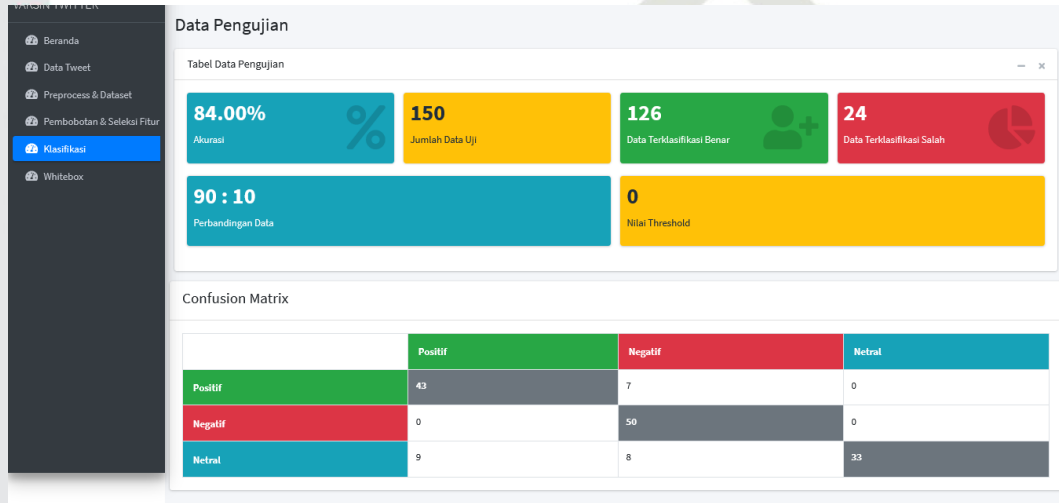 VAKSIN TWITTER
Beranda
Data Tweet
Preprocess & Dataset
Pembobotan & Seleksi Fitur
Klasifikasi
Whitebox
Data Pengujian
Tabel Data Pengujian
84.00%
Akurasi
150
Jumlah Data Uji
126
Data Terklasifikasi Benar
24
Data Terklasifikasi Salah
90 : 10
Perbandingan Data
0
Nilai Threshold
Confusion Matrix
Positif Negatif Netral
Positif 43 7 0
Negatif 0 50 0
Netral 9 8 33